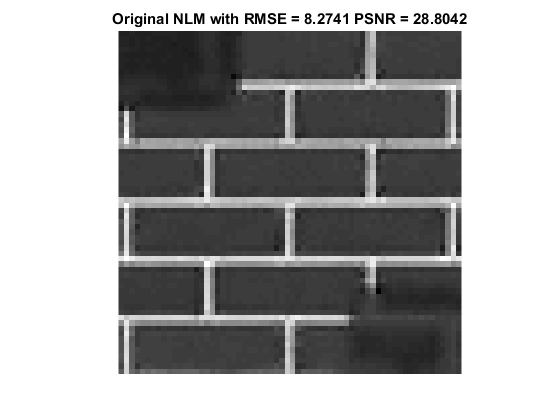 Original NLM with RMSE = 8.2741 PSNR = 28.8042